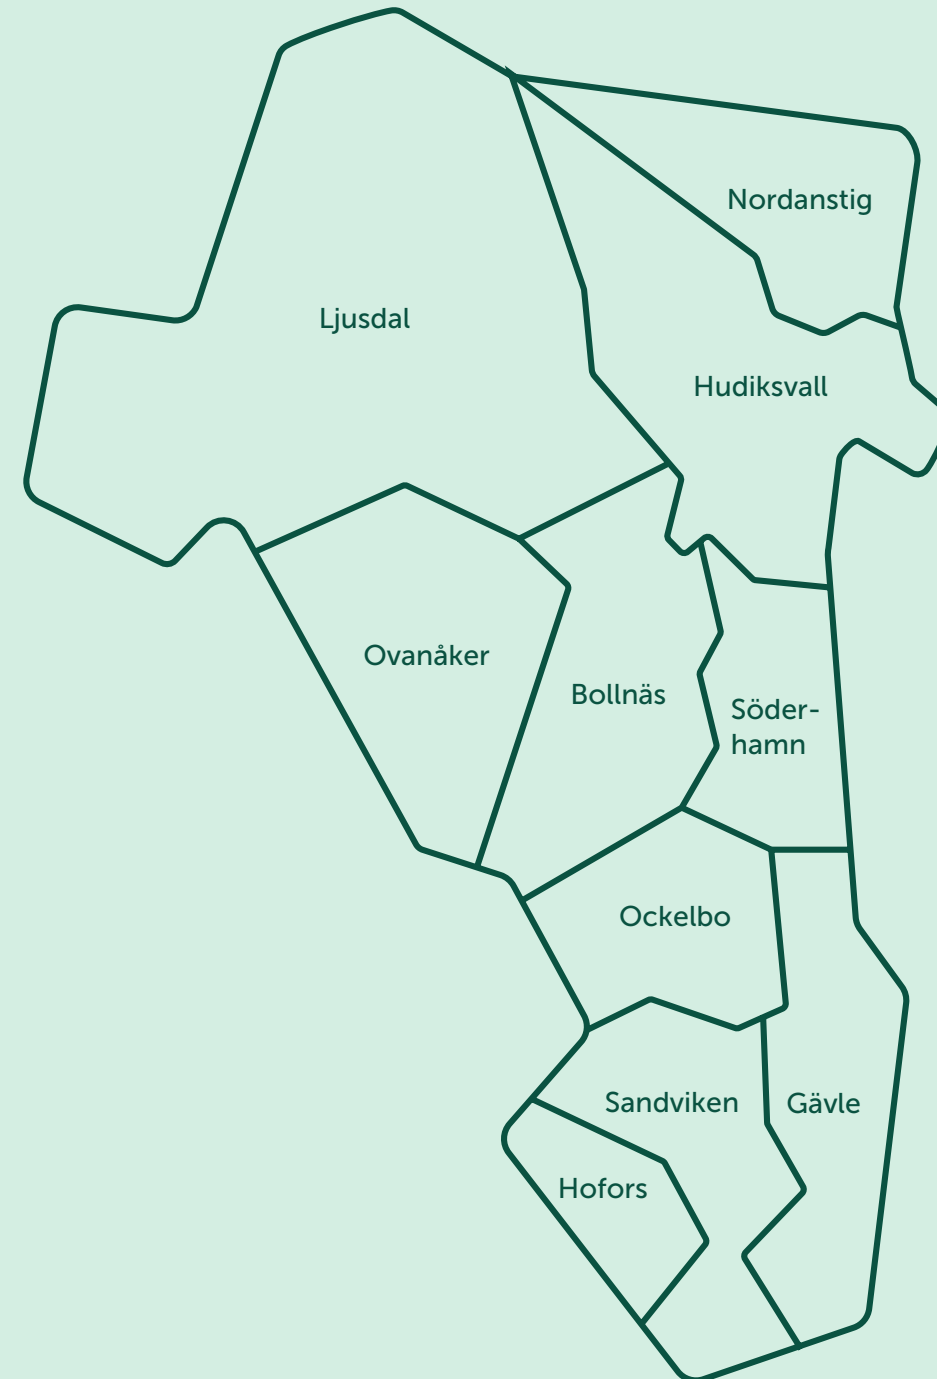 Nordanstig
Ljusdal
Hudiksvall
Ovanåker
Bollnäs
Söder-
hamn
Ockelbo
Sandviken
Gävle
Hofors